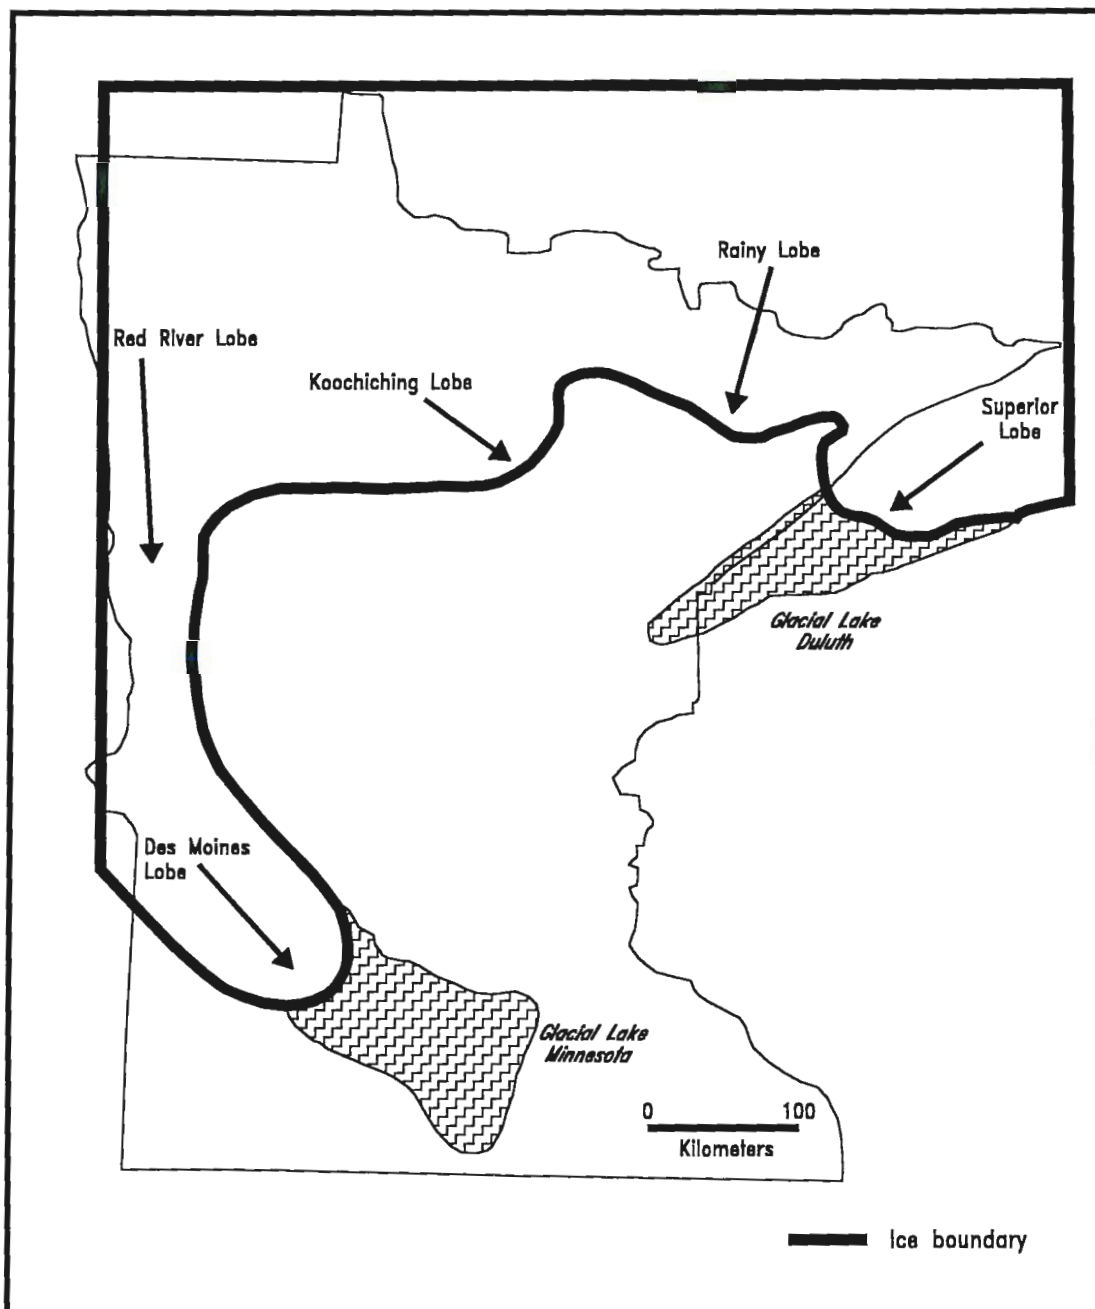 Rainy Lobe
Red River Lobe
Koochiching Lobe
Superior
Lobe
Glacial Lake
Duluth
Des Moines
Lobe
Glacial Lake
Minnesota
0 100
Kilometers
Ice boundary